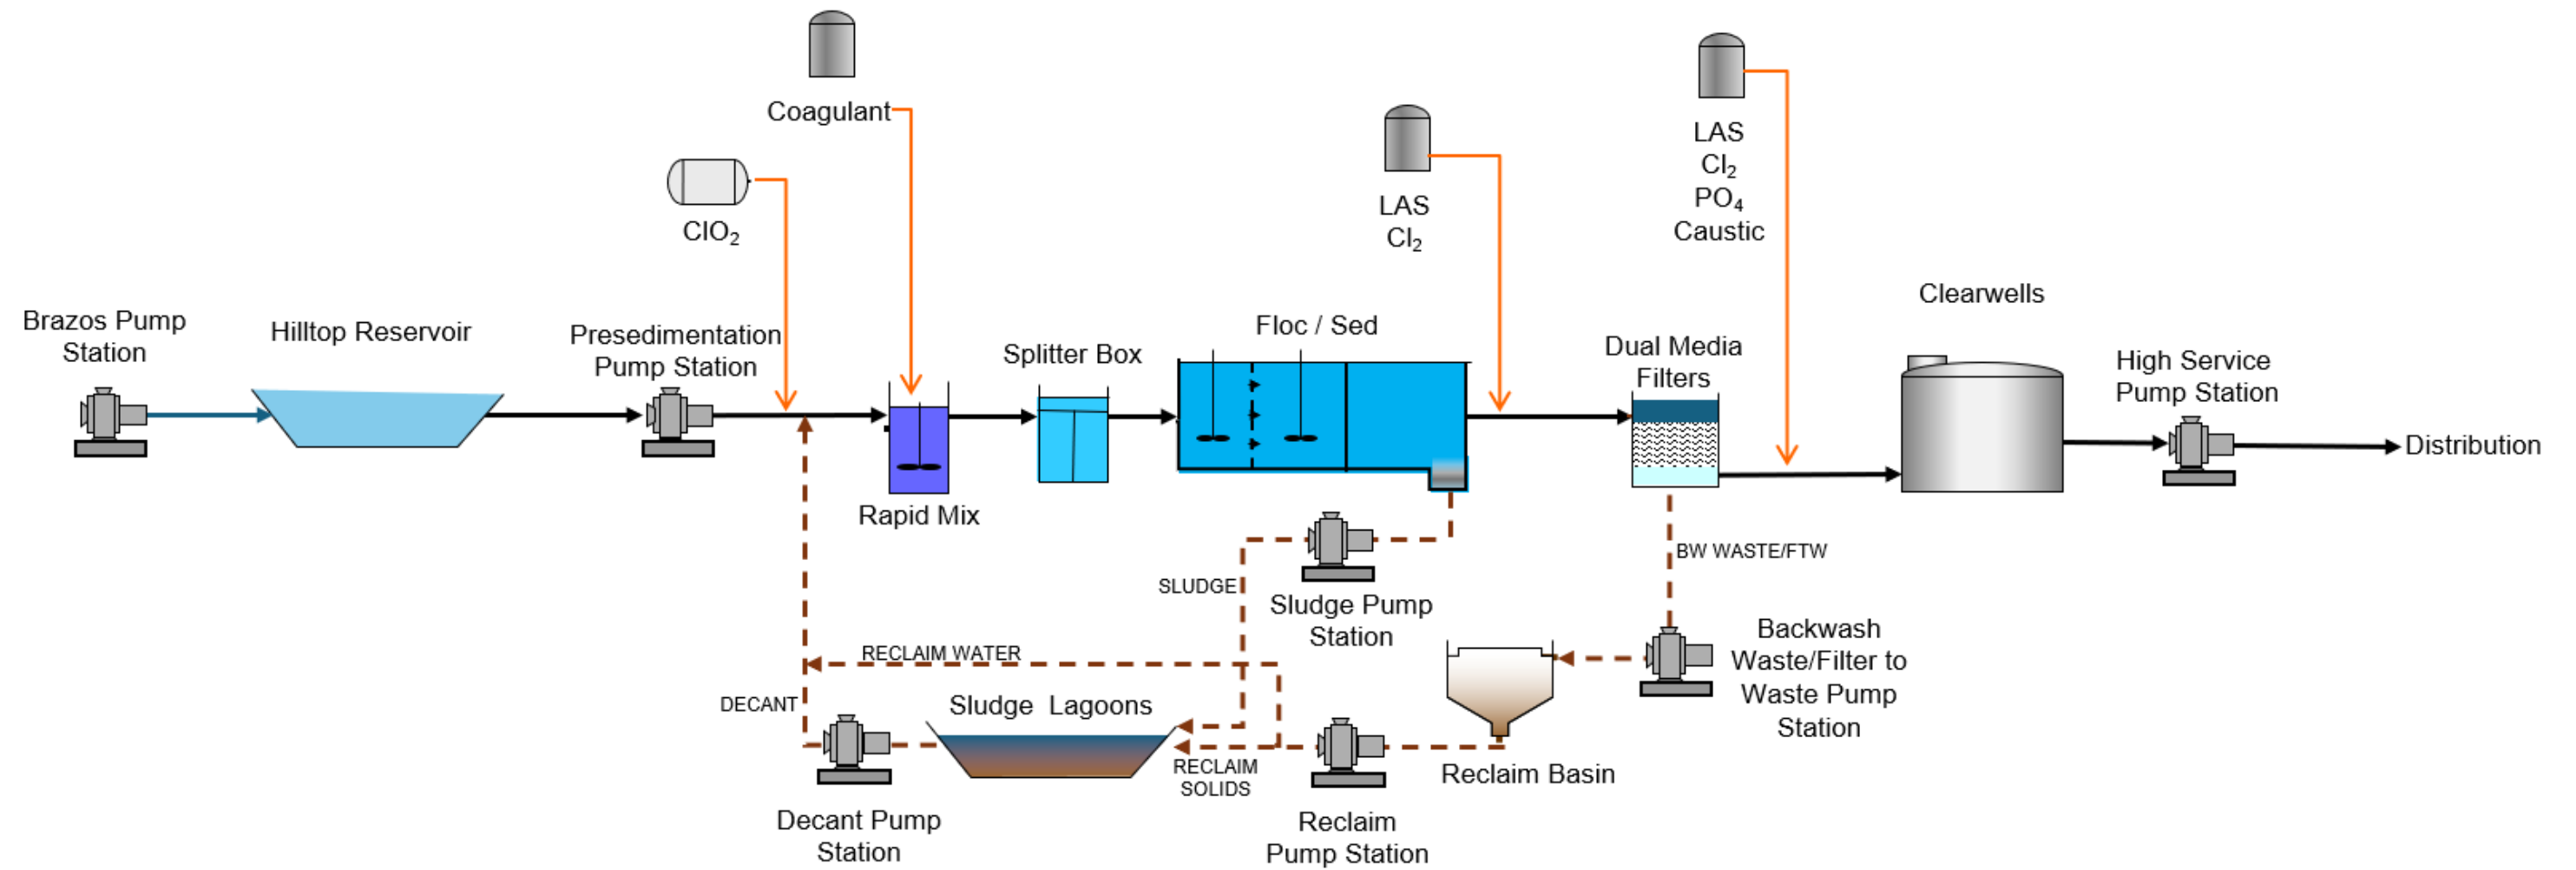 Coagulant
ClO₂
LAS
Cl₂
LAS
Cl₂
PO₄
Caustic
Brazos Pump
Station
Hilltop Reservoir
Presedimentation
Pump Station
Rapid Mix
Splitter Box
Floc / Sed
Dual Media
Filters
Clearwells
High Service
Pump Station
Distribution
BW WASTE/FTW
SLUDGE
Sludge Pump
Station
Backwash
Waste/Filter to
Waste Pump
Station
RECLAIM WATER
DECANT
Sludge Lagoons
RECLAIM
SOLIDS
Reclaim Basin
Decant Pump
Station
Reclaim
Pump Station